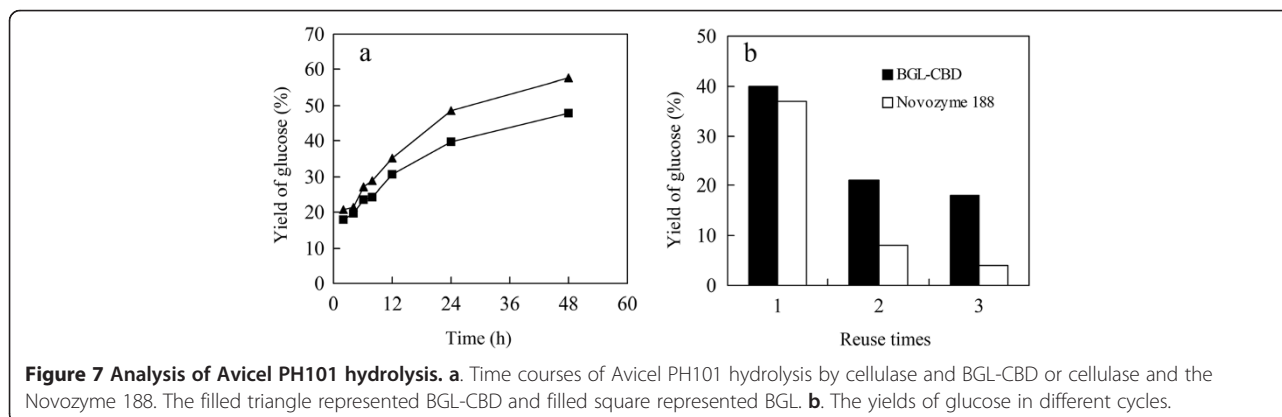 a
Yield of glucose (%)
70
60
50
40
30
20
10
0
0 12 24 36 48 60
Time (h)
b
Yield of glucose (%)
50
40
30
20
10
0
BGL-CBD
Novozyme 188
1 2 3
Reuse times
Figure 7 Analysis of Avicel PH101 hydrolysis. a. Time courses of Avicel PH101 hydrolysis by cellulase and BGL-CBD or cellulase and the
Novozyme 188. The filled triangle represented BGL-CBD and filled square represented BGL. b. The yields of glucose in different cycles.